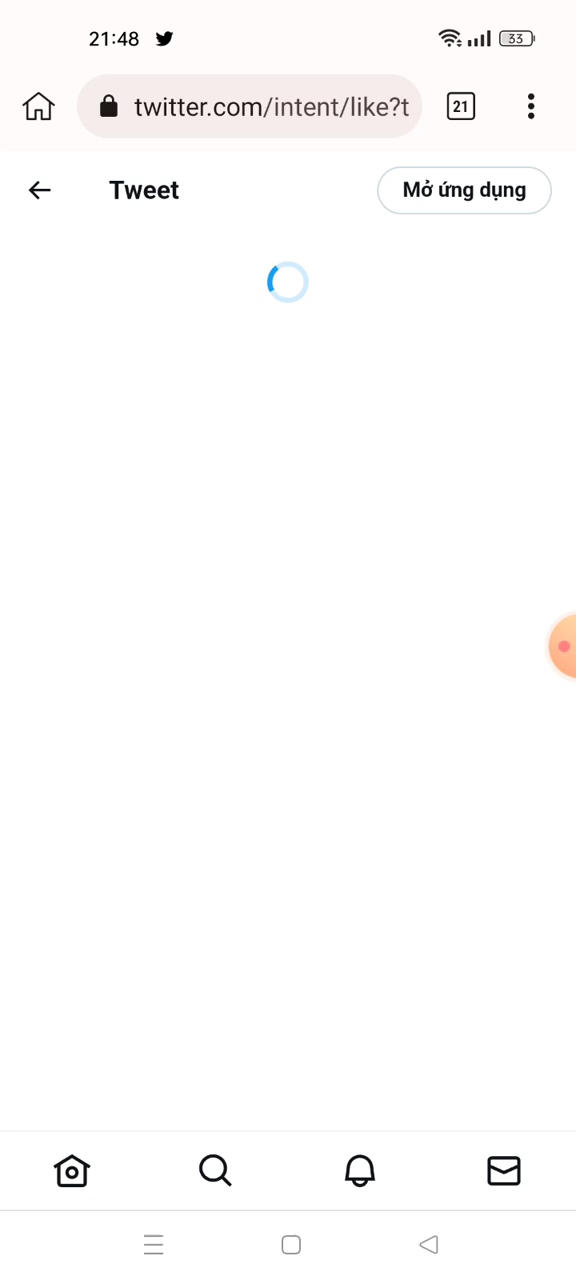 21:48
33
twitter.com/intent/like?t
21
Tweet
Mở ứng dụng